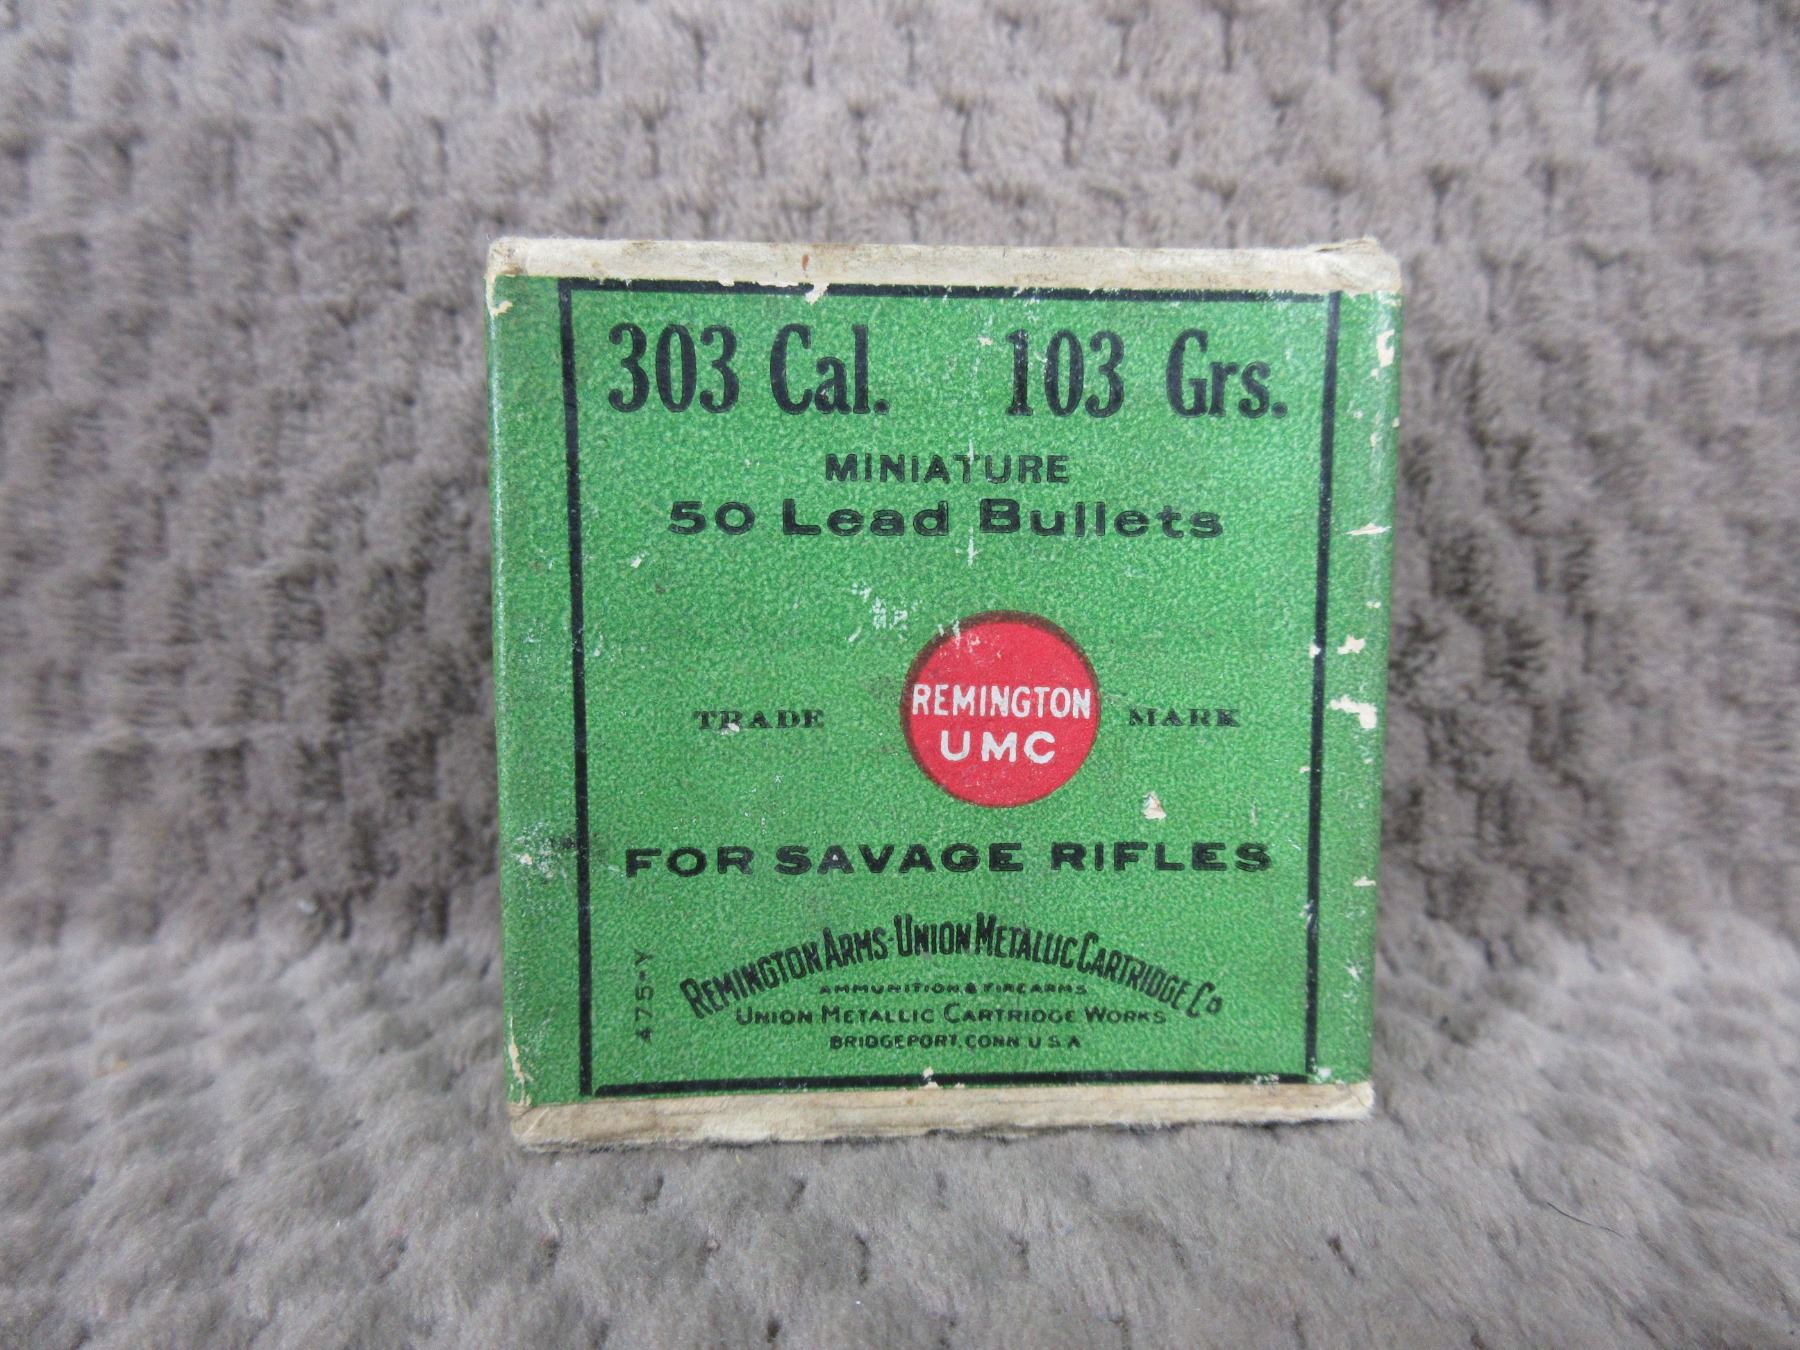 303 Cal. 103 Grs.
MINIATURE
50 Lead Bullets
TRADE REMINGTON UMC MARK
FOR SAVAGE RIFLES
REMINGTON ARMS-UNION METALLIC CARTRIDGE CO
AMMUNITION & FIREARMS
UNION METALLIC CARTRIDGE WORKS
BRIDGEPORT, CONN U S A
475-Y